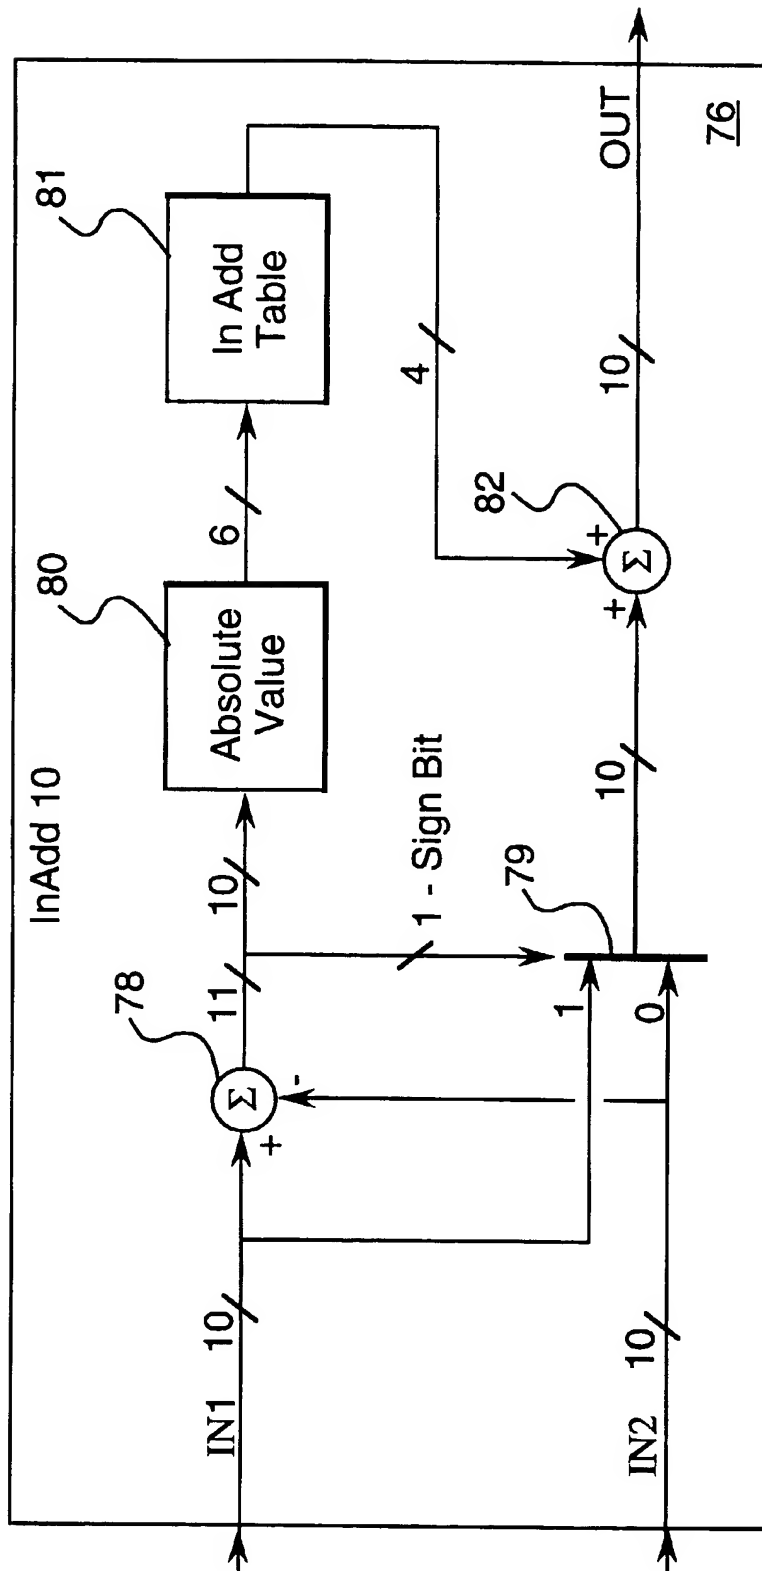 InAdd 10
IN1
10
+
Σ
-
78
11
10
Absolute
Value
80
6
In Add
Table
81
4
1 - Sign Bit
IN2
10
1
0
79
10
+
+
Σ
82
10
OUT
76